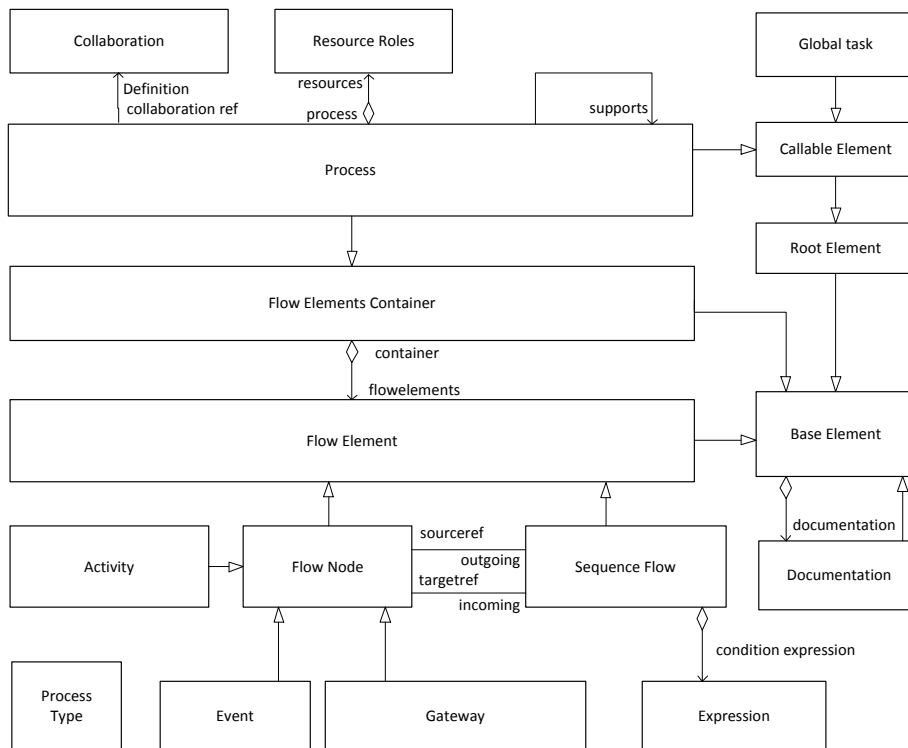 Collaboration
Resource Roles
Global task
Definition
resources
collaboration ref
process
supports
Callable Element
Process
Root Element
Flow Elements Container
container
flowelements
Flow Element
Base Element
sourceref
documentation
outgoing
Activity
Flow Node
Sequence Flow
Documentation
targetref
incoming
condition expression
Process
Type
Event
Gateway
Expression